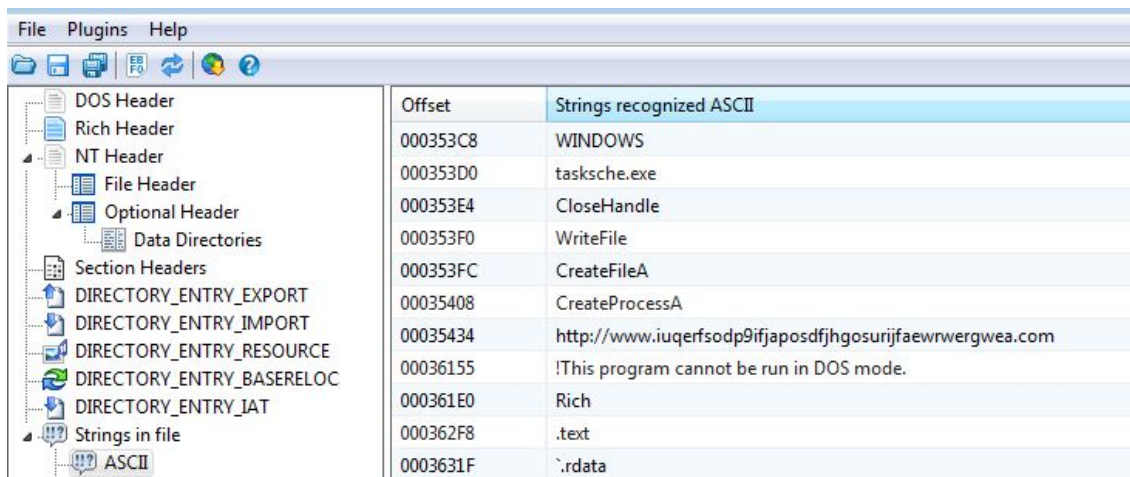 File Plugins Help
DOS Header
Rich Header
NT Header
File Header
Optional Header
Data Directories
Section Headers
DIRECTORY_ENTRY_EXPORT
DIRECTORY_ENTRY_IMPORT
DIRECTORY_ENTRY_RESOURCE
DIRECTORY_ENTRY_BASERELOC
DIRECTORY_ENTRY_IAT
Strings in file
ASCII
Offset Strings recognized ASCII
000353C8 WINDOWS
000353D0 tasksche.exe
000353E4 CloseHandle
000353F0 WriteFile
000353FC CreateFileA
00035408 CreateProcessA
00035434 http://www.iuqerfsodp9ifjaposdfjhgosurijfaewrwergwea.com
00036155 !This program cannot be run in DOS mode.
000361E0 Rich
000362F8 .text
0003631F `.rdata